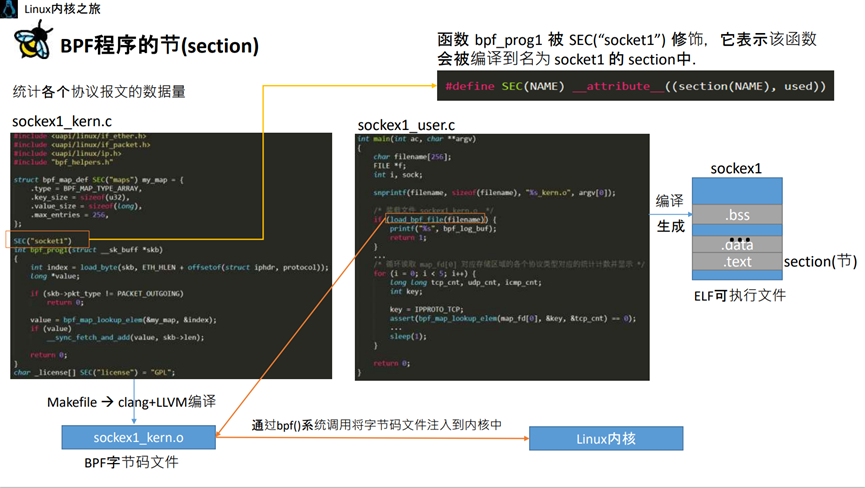 Linux内核之旅
BPF程序的节(section)
函数 bpf_prog1 被 SEC(“socket1”) 修饰，它表示该函数
会被编译到名为 socket1 的 section中.
#define SEC(NAME) __attribute__((section(NAME), used))
统计各个协议报文的数据量
sockex1_kern.c
#include <uapi/linux/if_ether.h>
#include <uapi/linux/if_packet.h>
#include <uapi/linux/ip.h>
#include "bpf_helpers.h"
struct bpf_map_def SEC("maps") my_map = {
.type = BPF_MAP_TYPE_ARRAY,
.key_size = sizeof(u32),
.value_size = sizeof(long),
.max_entries = 256,
};
SEC("socket1")
int bpf_prog1(struct __sk_buff *skb)
{
int index = load_byte(skb, ETH_HLEN + offsetof(struct iphdr, protocol));
long *value;
if (skb->pkt_type != PACKET_OUTGOING)
return 0;
value = bpf_map_lookup_elem(&my_map, &index);
if (value)
__sync_fetch_and_add(value, skb->len);
return 0;
}
char _license[] SEC("license") = "GPL";
sockex1_user.c
int main(int ac, char **argv)
{
char filename[256];
FILE *f;
int i, sock;
snprintf(filename, sizeof(filename), "%s_kern.o", argv[0]);
/* 加载文件 sockex1_kern.o */
if (load_bpf_file(filename)) {
printf("%s", bpf_log_buf);
return 1;
}
...
/* 循环读取 map_fd[0] 对应存储区域的各个协议类型对应的统计计数并显示 */
for (i = 0; i < 5; i++) {
long long tcp_cnt, udp_cnt, icmp_cnt;
int key;
key = IPPROTO_TCP;
assert(bpf_map_lookup_elem(map_fd[0], &key, &tcp_cnt) == 0);
...
sleep(1);
}
return 0;
}
编译
生成
sockex1
.bss
...
.data
.text
section(节)
ELF可执行文件
Makefile → clang+LLVM编译
sockex1_kern.o
BPF字节码文件
通过bpf()系统调用将字节码文件注入到内核中
Linux内核